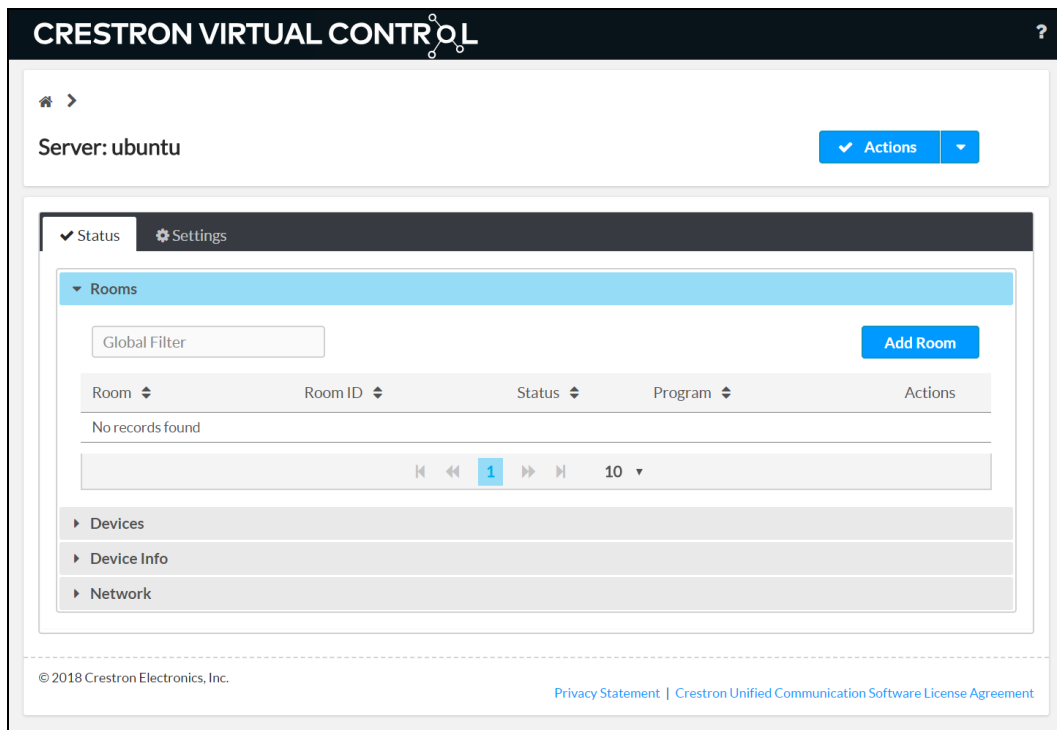 CRESTRON VIRTUAL CONTROL
?
Server: ubuntu
Actions
Status Settings
Rooms
Global Filter
Add Room
Room Room ID Status Program Actions
No records found
1 10
Devices
Device Info
Network
© 2018 Crestron Electronics, Inc.
Privacy Statement | Crestron Unified Communication Software License Agreement